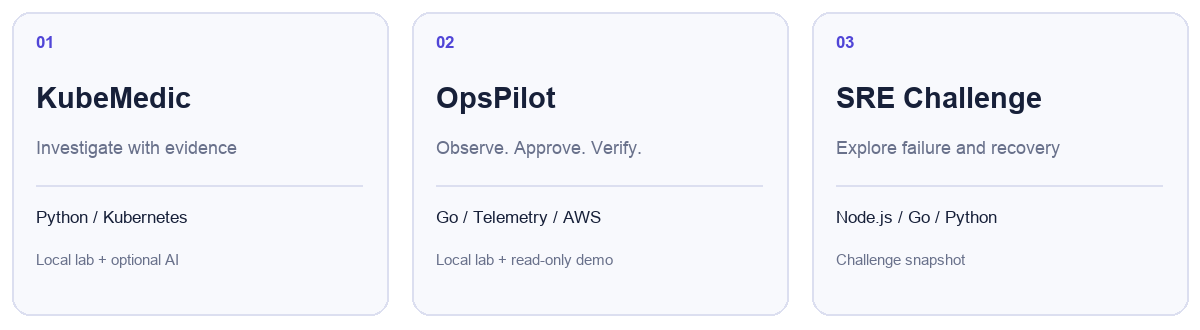 01
KubeMedic
Investigate with evidence
Python / Kubernetes
Local lab + optional AI
02
OpsPilot
Observe. Approve. Verify.
Go / Telemetry / AWS
Local lab + read-only demo
03
SRE Challenge
Explore failure and recovery
Node.js / Go / Python
Challenge snapshot